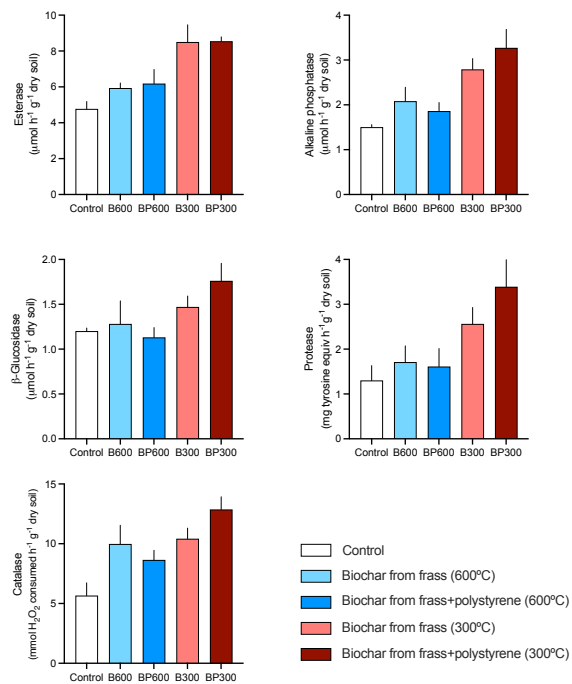 Esterase
(μmol h⁻¹ g⁻¹ dry soil)
10
8
6
4
2
0
Control B600 BP600 B300 BP300
Alkaline phosphatase
(μmol h⁻¹ g⁻¹ dry soil)
4
3
2
1
0
Control B600 BP600 B300 BP300
β-Glucosidase
(μmol h⁻¹ g⁻¹ dry soil)
2.0
1.5
1.0
0.5
0.0
Control B600 BP600 B300 BP300
Protease
(mg tyrosine equiv h⁻¹g⁻¹ dry soil)
4
3
2
1
0
Control B600 BP600 B300 BP300
Catalase
(mmol H₂O₂ consumed h⁻¹ g⁻¹ dry soil)
15
10
5
0
Control B600 BP600 B300 BP300
Control
Biochar from frass (600ºC)
Biochar from frass+polystyrene (600ºC)
Biochar from frass (300ºC)
Biochar from frass+polystyrene (300ºC)